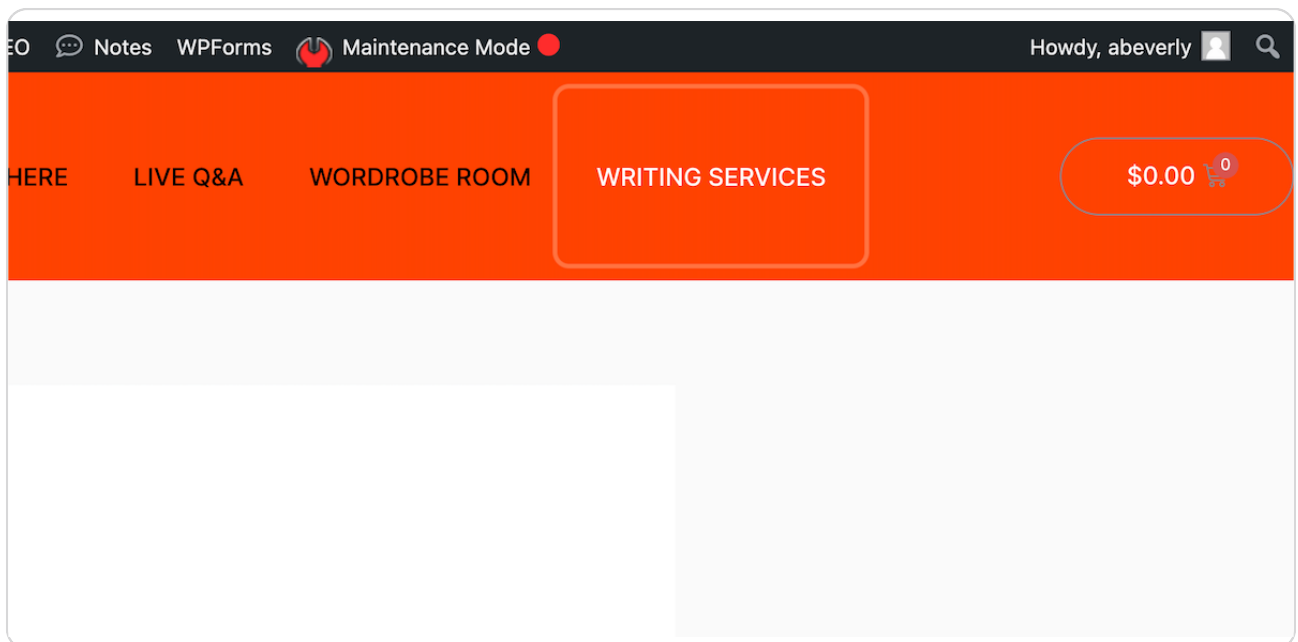 EO Notes WPForms Maintenance Mode Howdy, abeverly
HERE LIVE Q&A WORDROBE ROOM WRITING SERVICES $0.00 0